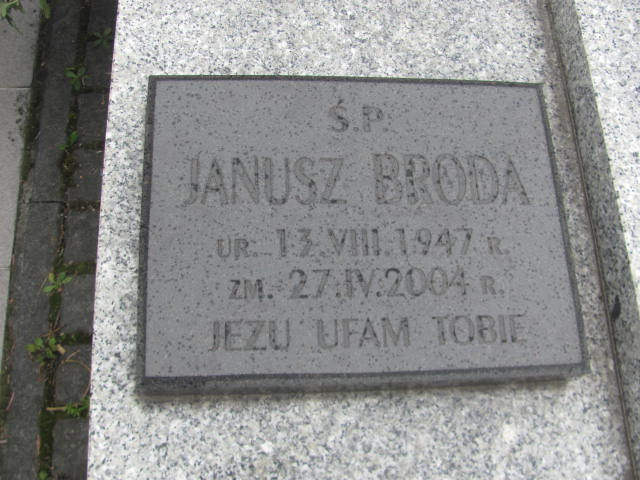 Ś.P.
JANUSZ BRODA
UR. 13.VIII.1947 R.
ZM. 27.IV.2004 R.
JEZU UFAM TOBIE